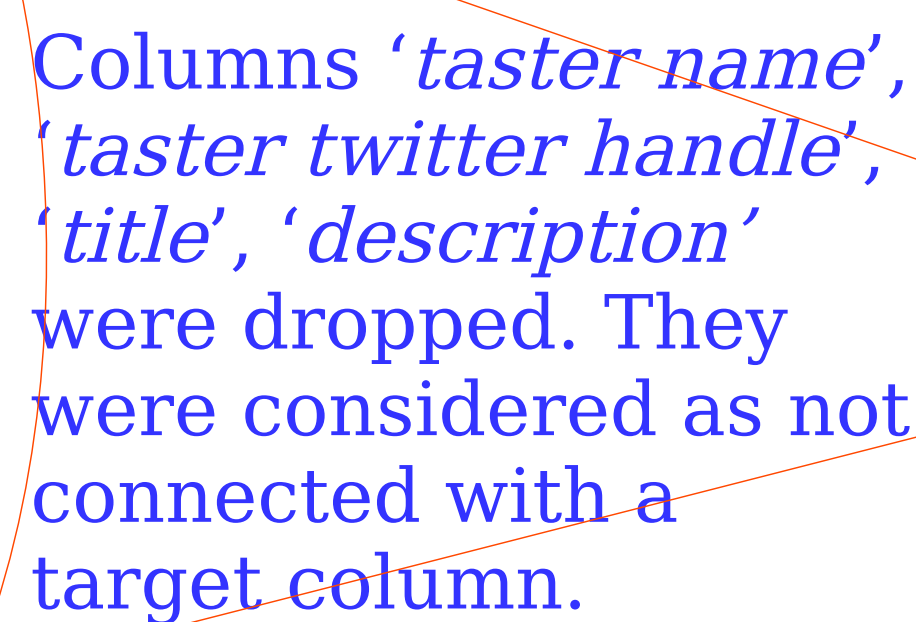 Columns ‘taster name’,
‘taster twitter handle’,
‘title’, ‘description’
were dropped. They
were considered as not
connected with a
target column.